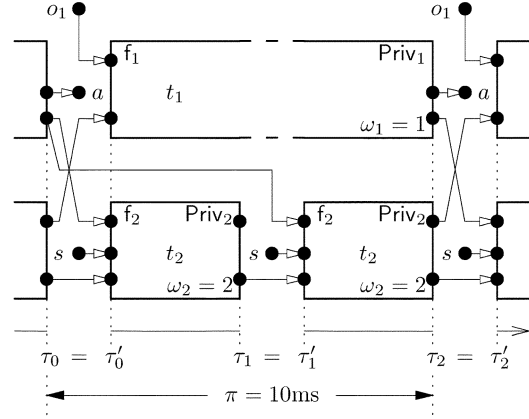 o₁ o₁
f₁ Priv₁
a t₁ a
ω₁ = 1
f₂ Priv₂ f₂ Priv₂
s t₂ s t₂ s
ω₂ = 2 ω₂ = 2
τ₀ = τ′₀ τ₁ = τ′₁ τ₂ = τ′₂
π = 10ms